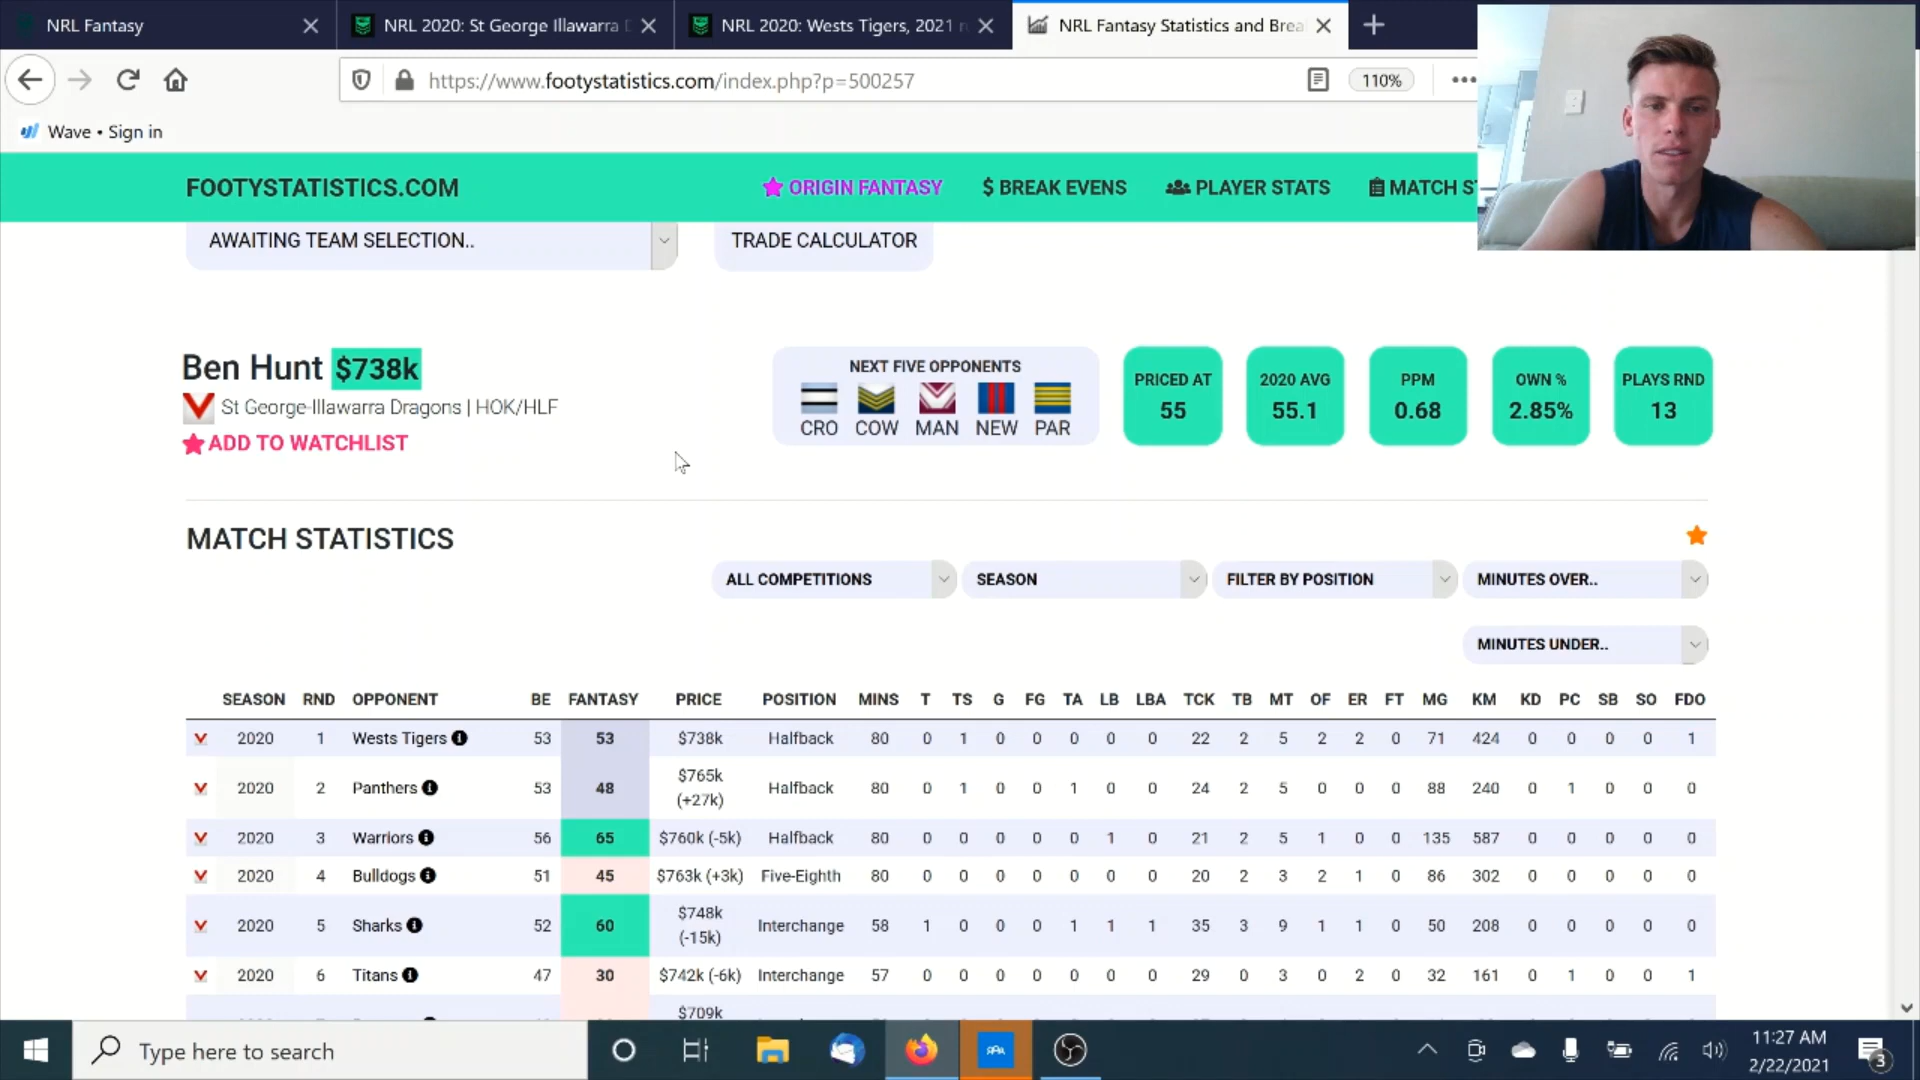 NRL Fantasy
NRL 2020: St George Illawarra
NRL 2020: Wests Tigers, 2021
NRL Fantasy Statistics and Brea
https://www.footystatistics.com/index.php?p=500257
110%
Wave • Sign in
FOOTYSTATISTICS.COM
ORIGIN FANTASY
$ BREAK EVENS
PLAYER STATS
MATCH ST
AWAITING TEAM SELECTION..
TRADE CALCULATOR
Ben Hunt $738k
St George-Illawarra Dragons | HOK/HLF
ADD TO WATCHLIST
NEXT FIVE OPPONENTS
CRO COW MAN NEW PAR
PRICED AT 55
2020 AVG 55.1
PPM 0.68
OWN % 2.85%
PLAYS RND 13
MATCH STATISTICS
ALL COMPETITIONS SEASON FILTER BY POSITION MINUTES OVER..
MINUTES UNDER..
SEASON RND OPPONENT BE FANTASY PRICE POSITION MINS T TS G FG TA LB LBA TCK TB MT OF ER FT MG KM KD PC SB SO FDO
2020 1 Wests Tigers 53 53 $738k Halfback 80 0 1 0 0 0 0 0 22 2 5 2 2 0 71 424 0 0 0 0 1
2020 2 Panthers 53 48 $765k (+27k) Halfback 80 0 1 0 0 1 0 0 24 2 5 0 0 0 88 240 0 1 0 0 0
2020 3 Warriors 56 65 $760k (-5k) Halfback 80 0 0 0 0 0 1 0 21 2 5 1 0 0 135 587 0 0 0 0 0
2020 4 Bulldogs 51 45 $763k (+3k) Five-Eighth 80 0 0 0 0 0 0 0 20 2 3 2 1 0 86 302 0 0 0 0 0
2020 5 Sharks 52 60 $748k (-15k) Interchange 58 1 0 0 0 1 1 1 35 3 9 1 1 0 50 208 0 0 0 0 0
2020 6 Titans 47 30 $742k (-6k) Interchange 57 0 0 0 0 0 0 0 29 0 3 0 2 0 32 161 0 1 0 0 1
$709k
Type here to search
11:27 AM
2/22/2021
3